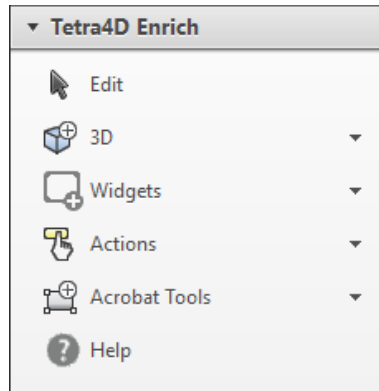 Tetra4D Enrich
Edit
3D
Widgets
Actions
Acrobat Tools
Help